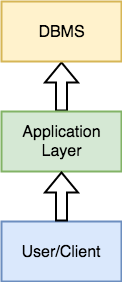 DBMS
Application
Layer
User/Client